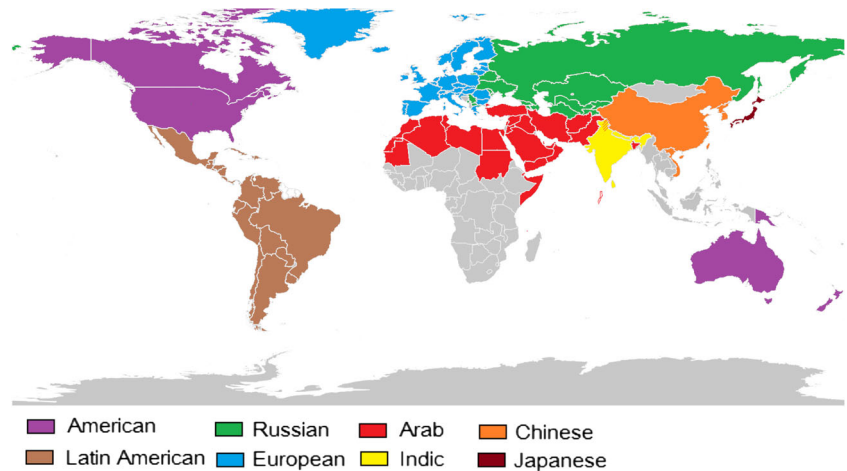 American Russian Arab Chinese
Latin American European Indic Japanese